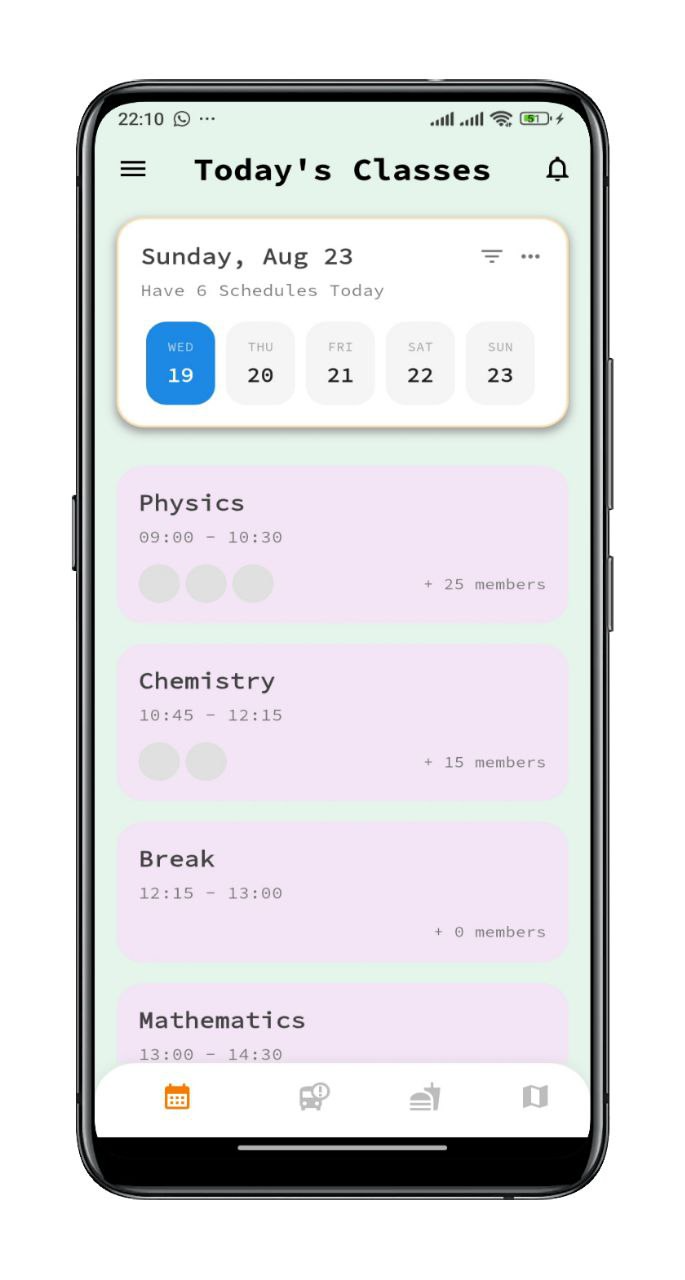 22:10
51
Today's Classes
Sunday, Aug 23
Have 6 Schedules Today
WED THU FRI SAT SUN
19 20 21 22 23
Physics
09:00 - 10:30
+ 25 members
Chemistry
10:45 - 12:15
+ 15 members
Break
12:15 - 13:00
+ 0 members
Mathematics
13:00 - 14:30